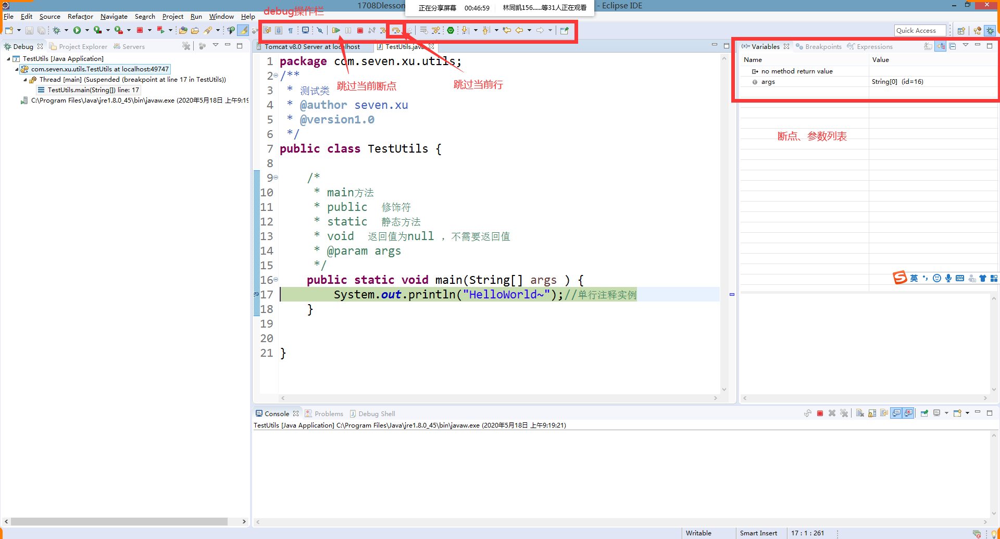 1708Dlesson
正在分享屏幕 00:46:59 林同凯156......等31人正在观看
- Eclipse IDE
debug操作栏
File Edit Source Refactor Navigate Search Project Run Window Help
Quick Access
Debug Project Explorer Servers
TestUtils [Java Application]
com.seven.xu.utils.TestUtils at localhost:49747
Thread [main] (Suspended (breakpoint at line 17 in TestUtils))
TestUtils.main(String[]) line: 17
C:\Program Files\Java\jre1.8.0_45\bin\javaw.exe (2020年5月18日 上午9:19
Tomcat v8.0 Server at localhost TestUtils.java
跳过当前断点
跳过当前行
1 package com.seven.xu.utils;
2 /**
3 * 测试类
4 * @author seven.xu
5 * @version1.0
6 */
7 public class TestUtils {
8
9 /*
10 * main方法
11 * public 修饰符
12 * static 静态方法
13 * void 返回值为null ，不需要返回值
14 * @param args
15 */
16 public static void main(String[] args ) {
17 System.out.println("HelloWorld~");//单行注释实例
18 }
19
20
21 }
(x)= Variables Breakpoints Expressions
Name Value
no method return value
args String[0] (id=16)
断点、参数列表
英
Console Problems Debug Shell
TestUtils [Java Application] C:\Program Files\Java\jre1.8.0_45\bin\javaw.exe (2020年5月18日 上午9:19:21)
Writable Smart Insert 17 : 1 : 261